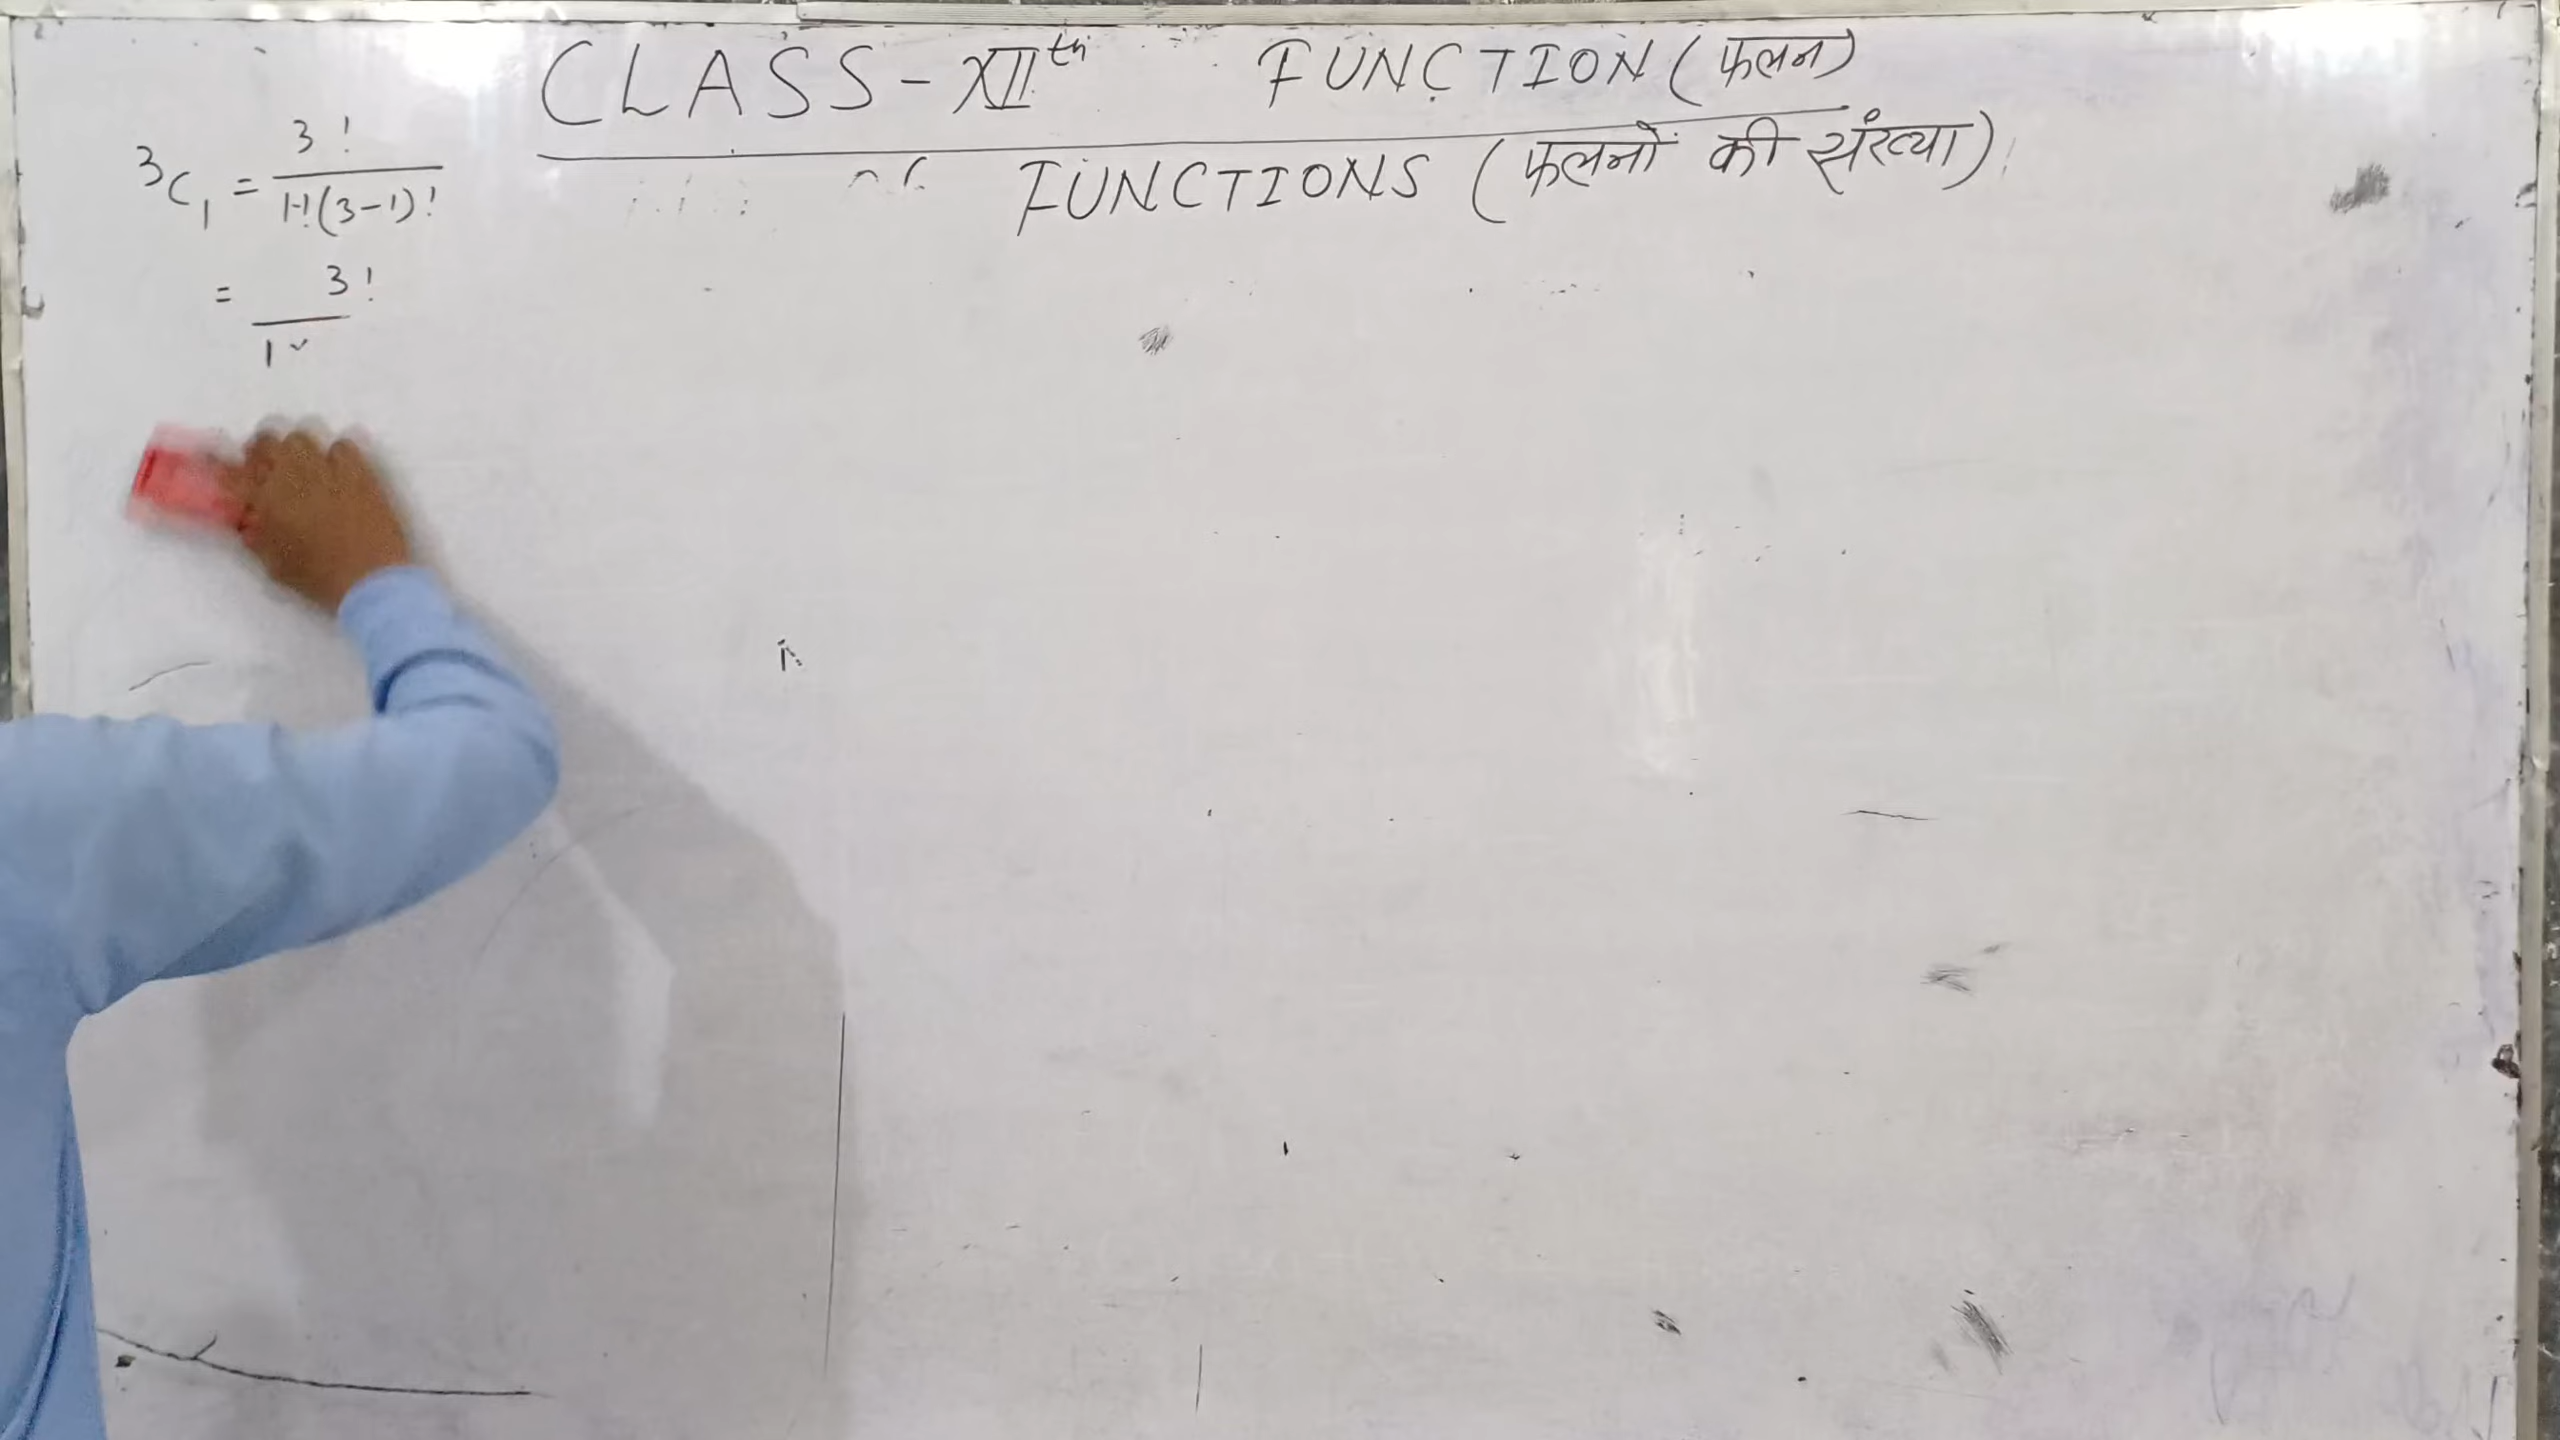 CLASS-XIIth FUNCTION (फलन)
FUNCTIONS (फलनों की संख्या)
3C1 = 3! / 1!(3-1)!
= 3! / 1